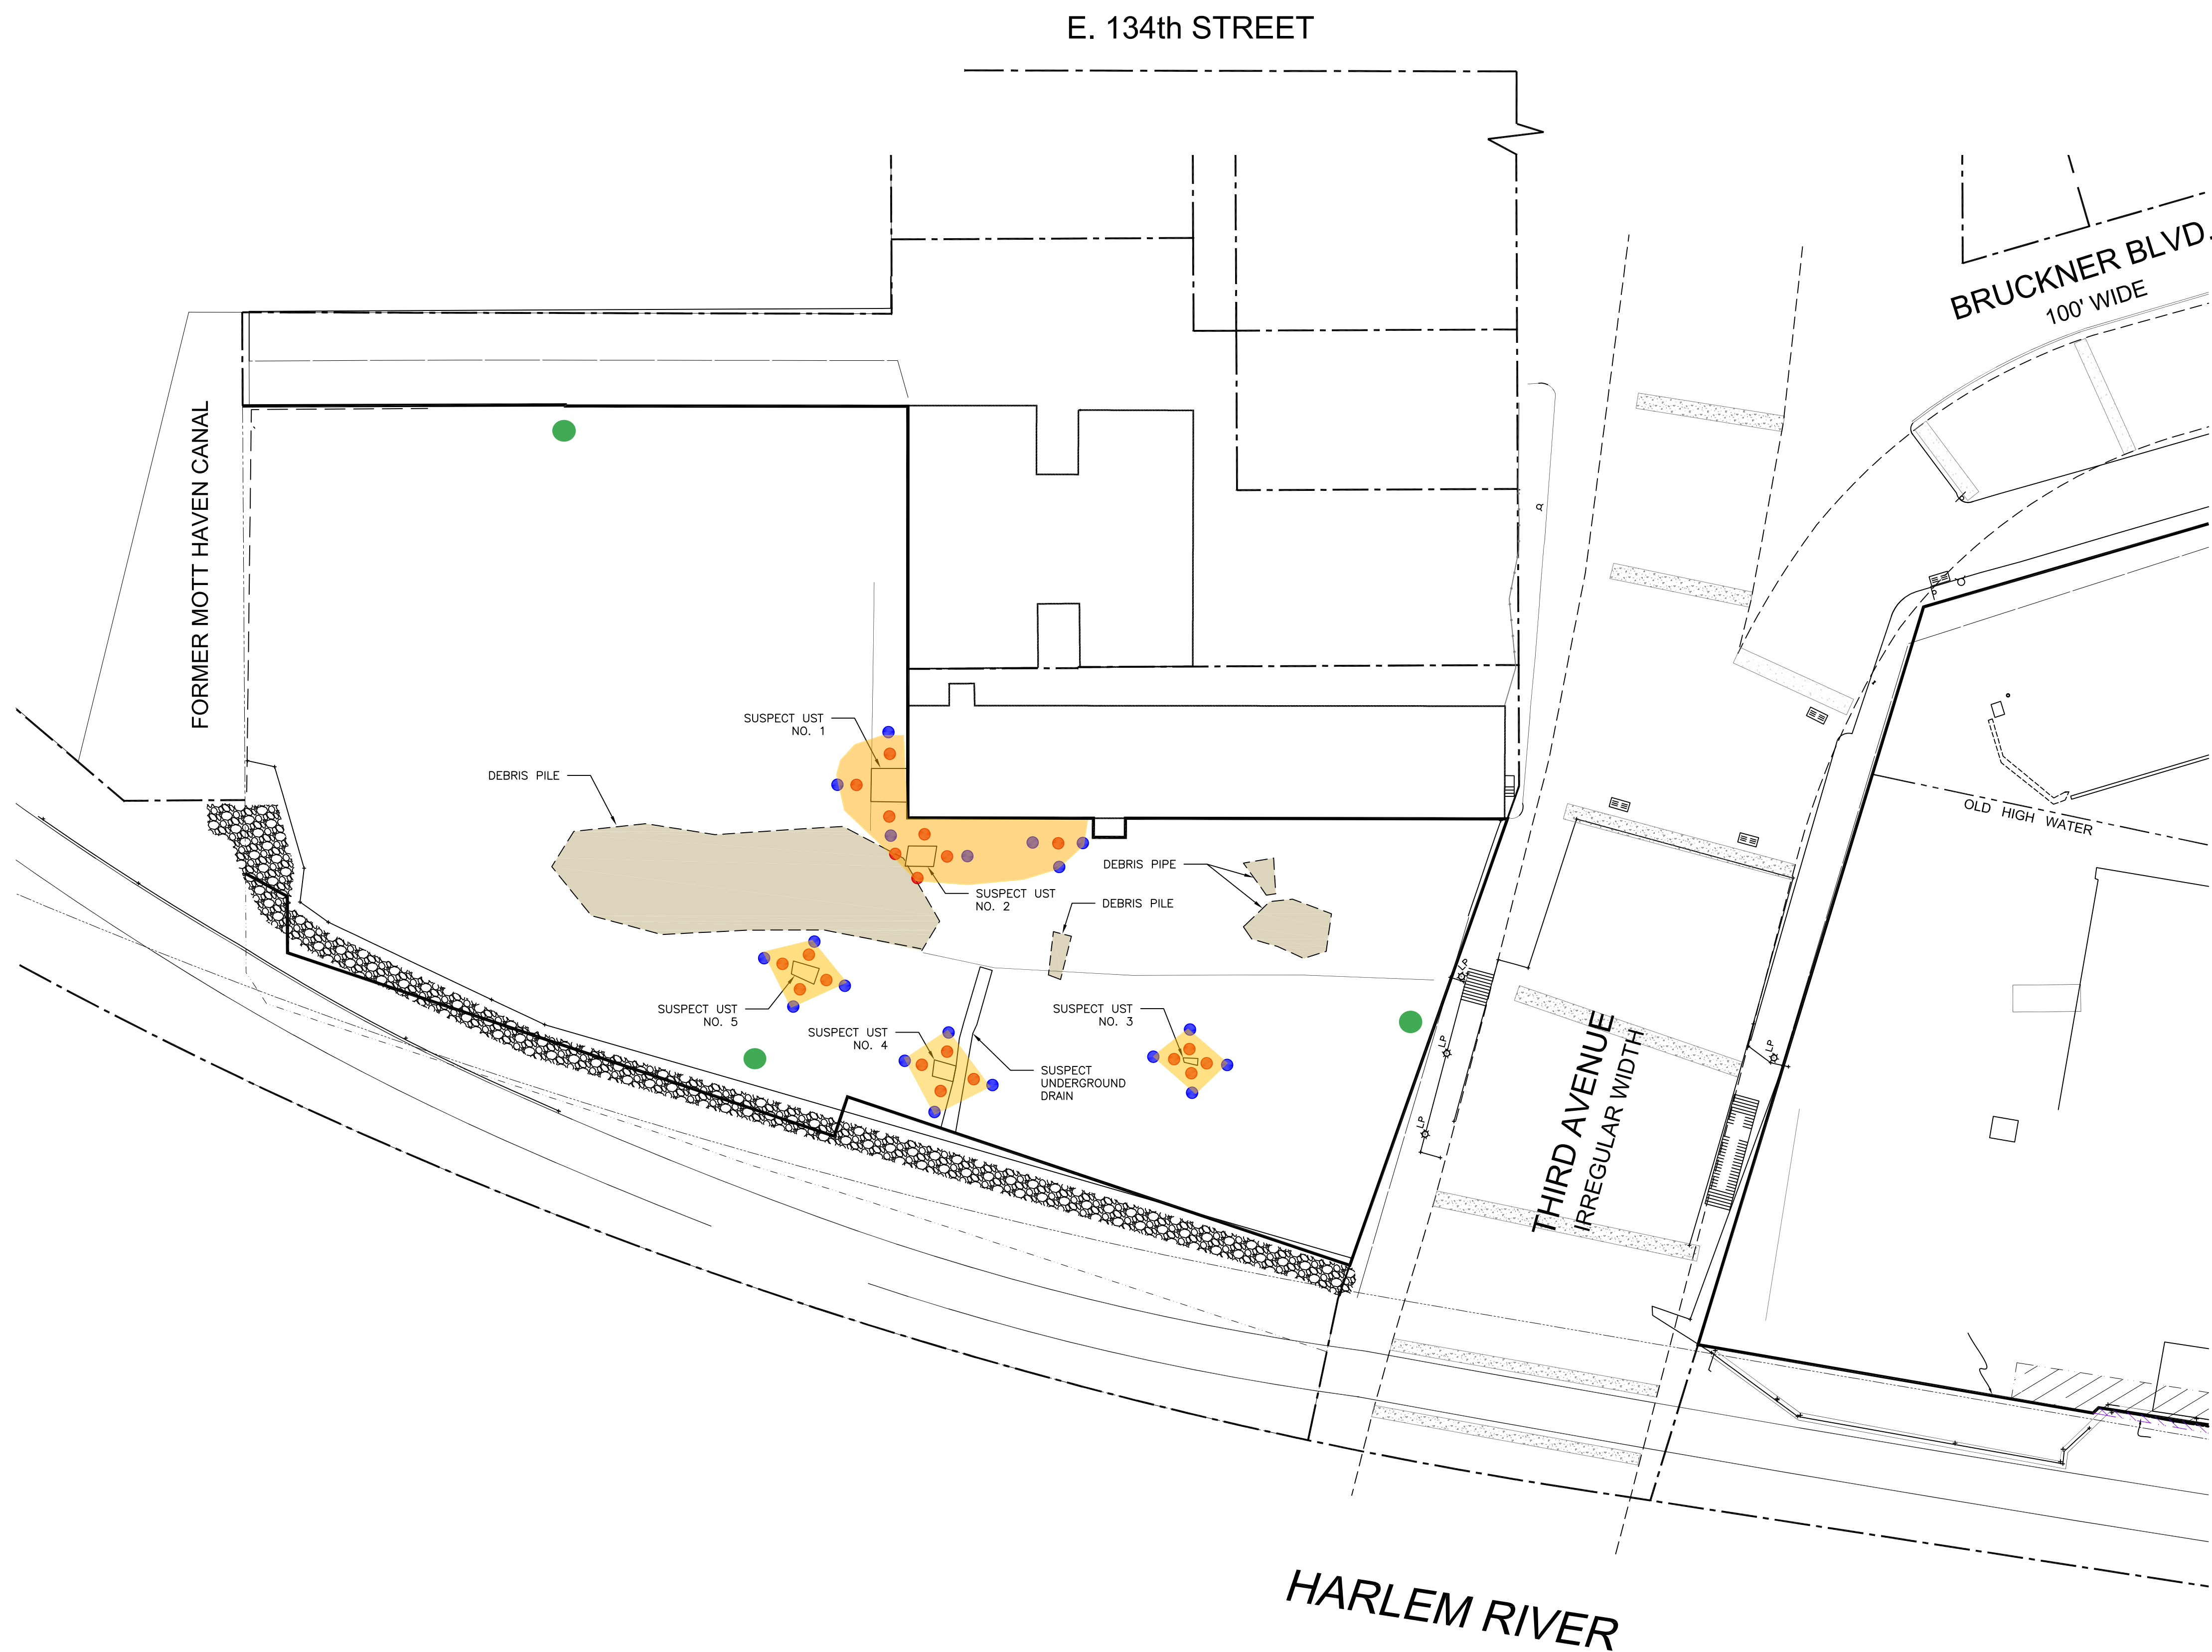 E. 134th STREET
BRUCKNER BLVD.
100' WIDE
FORMER MOTT HAVEN CANAL
SUSPECT UST
NO. 1
DEBRIS PILE
OLD HIGH WATER
DEBRIS PIPE
SUSPECT UST
NO. 2
DEBRIS PILE
SUSPECT UST
NO. 5
SUSPECT UST
NO. 4
SUSPECT UST
NO. 3
SUSPECT
UNDERGROUND
DRAIN
LP
LP
LP
LP
THIRD AVENUE
IRREGULAR WIDTH
HARLEM RIVER